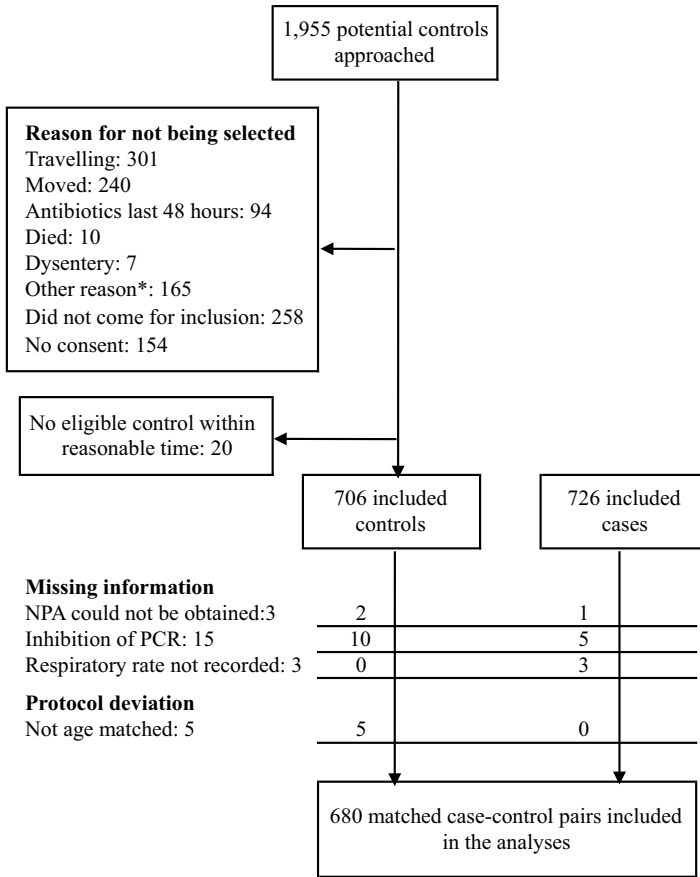 1,955 potential controls
approached
Reason for not being selected
Travelling: 301
Moved: 240
Antibiotics last 48 hours: 94
Died: 10
Dysentery: 7
Other reason*: 165
Did not come for inclusion: 258
No consent: 154
No eligible control within
reasonable time: 20
706 included
controls
726 included
cases
Missing information
NPA could not be obtained:3 2 1
Inhibition of PCR: 15 10 5
Respiratory rate not recorded: 3 0 3
Protocol deviation
Not age matched: 5 5 0
680 matched case-control pairs included
in the analyses